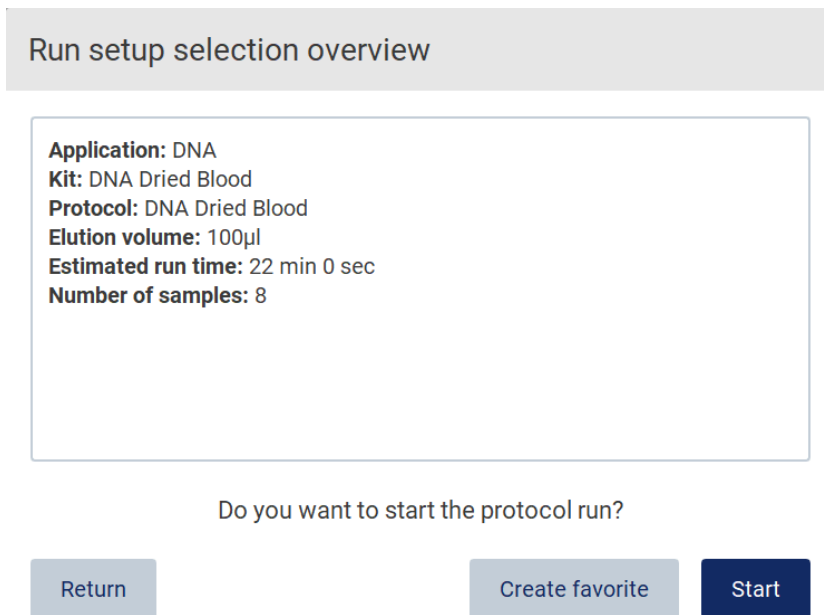 Run setup selection overview
Application: DNA
Kit: DNA Dried Blood
Protocol: DNA Dried Blood
Elution volume: 100µl
Estimated run time: 22 min 0 sec
Number of samples: 8
Do you want to start the protocol run?
Return
Create favorite
Start